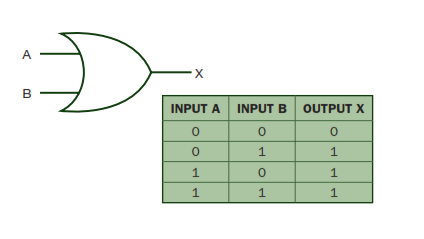 A
X
B
INPUT A INPUT B OUTPUT X
0 0 0
0 1 1
1 0 1
1 1 1